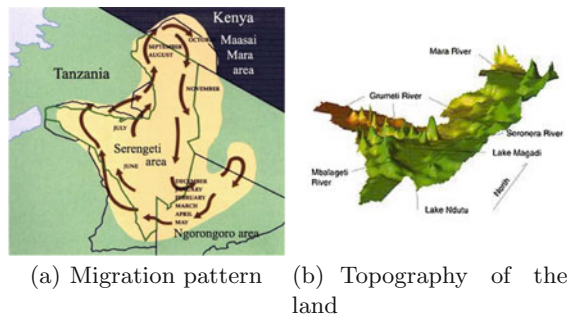 Kenya
Maasai
Mara
area
OCTOBER
SEPTEMBER
AUGUST
Tanzania
NOVEMBER
JULY
Serengeti
area
JUNE
DECEMBER
JANUARY
FEBRUARY
MARCH
APRIL
MAY
Ngorongoro area
(a) Migration pattern
Mara River
Grumeti River
Soronera River
Lake Magadi
Mbalageti
River
North
Lake Ndutu
(b) Topography of the
land